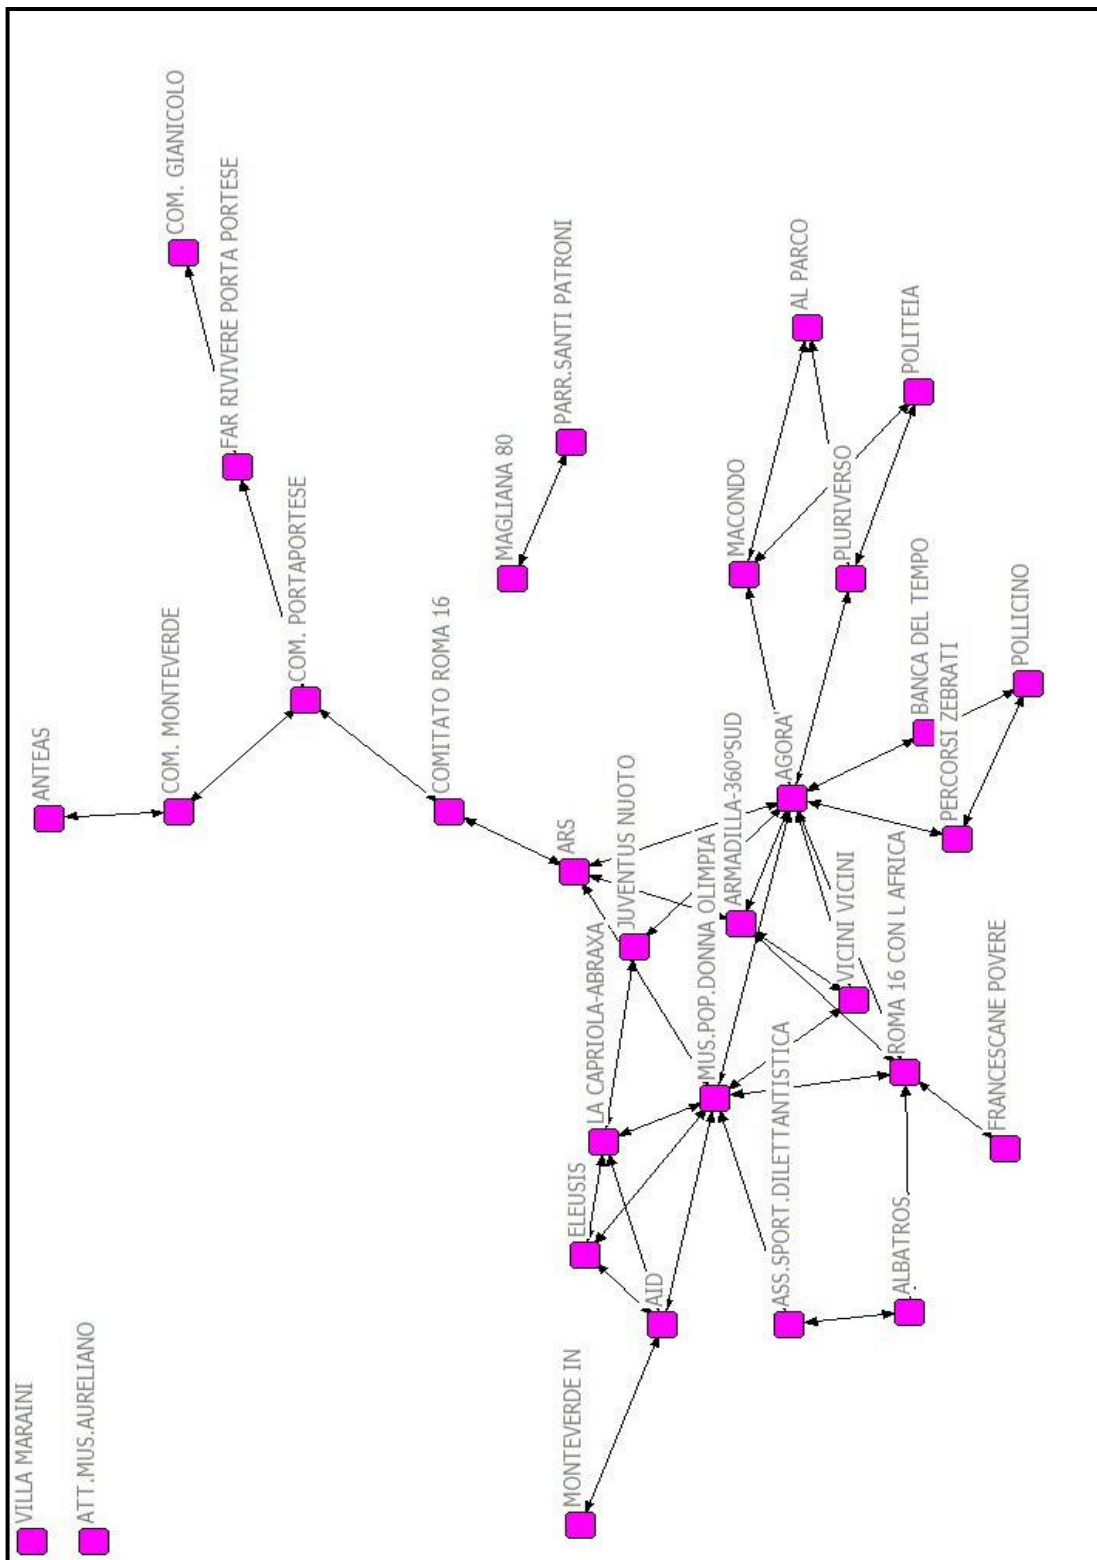 VILLA MARAINI
ATT.MUS.AURELIANO
ANTEAS
COM. MONTEVERDE
COM. GIANICOLO
FAR RIVIVERE PORTA PORTESE
COM. PORTAPORTESE
COMITATO ROMA 16
MAGLIANA 80
PARR.SANTI PATRONI
ARS
JUVENTUS NUOTO
LA CAPRIOLA-ABRAXA
ELEUSIS
MONTEVERDE IN
AID
MUS.POP.DONNA OLIMPIA
ARMADILLA-360°SUD
AGORA'
MACONDO
AL PARCO
PLURIVERSO
POLITEIA
ASS.SPORT.DILETTANTISTICA
VICINI VICINI
ALBATROS
ROMA 16 CON L AFRICA
BANCA DEL TEMPO
PERCORSI ZEBRATI
FRANCESCANE POVERE
POLLICINO